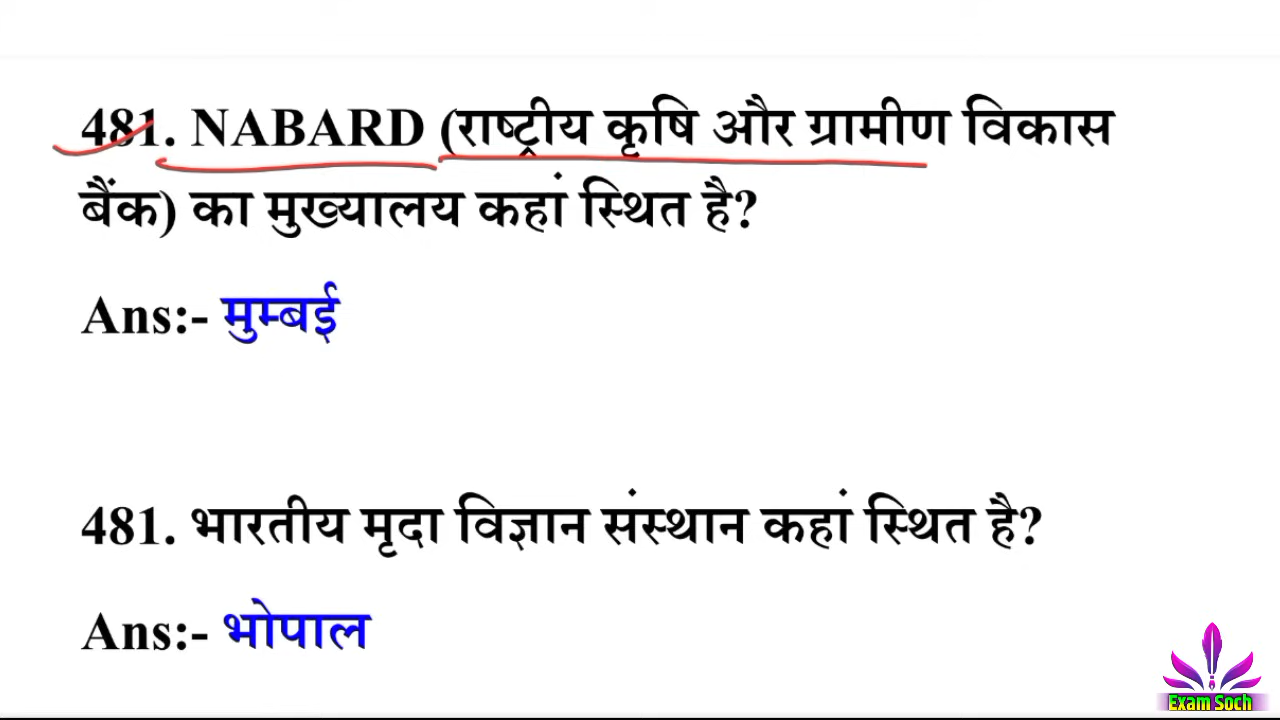 481. NABARD (राष्ट्रीय कृषि और ग्रामीण विकास
बैंक) का मुख्यालय कहां स्थित है?
Ans:- मुम्बई
481. भारतीय मृदा विज्ञान संस्थान कहां स्थित है?
Ans:- भोपाल
Exam Soch